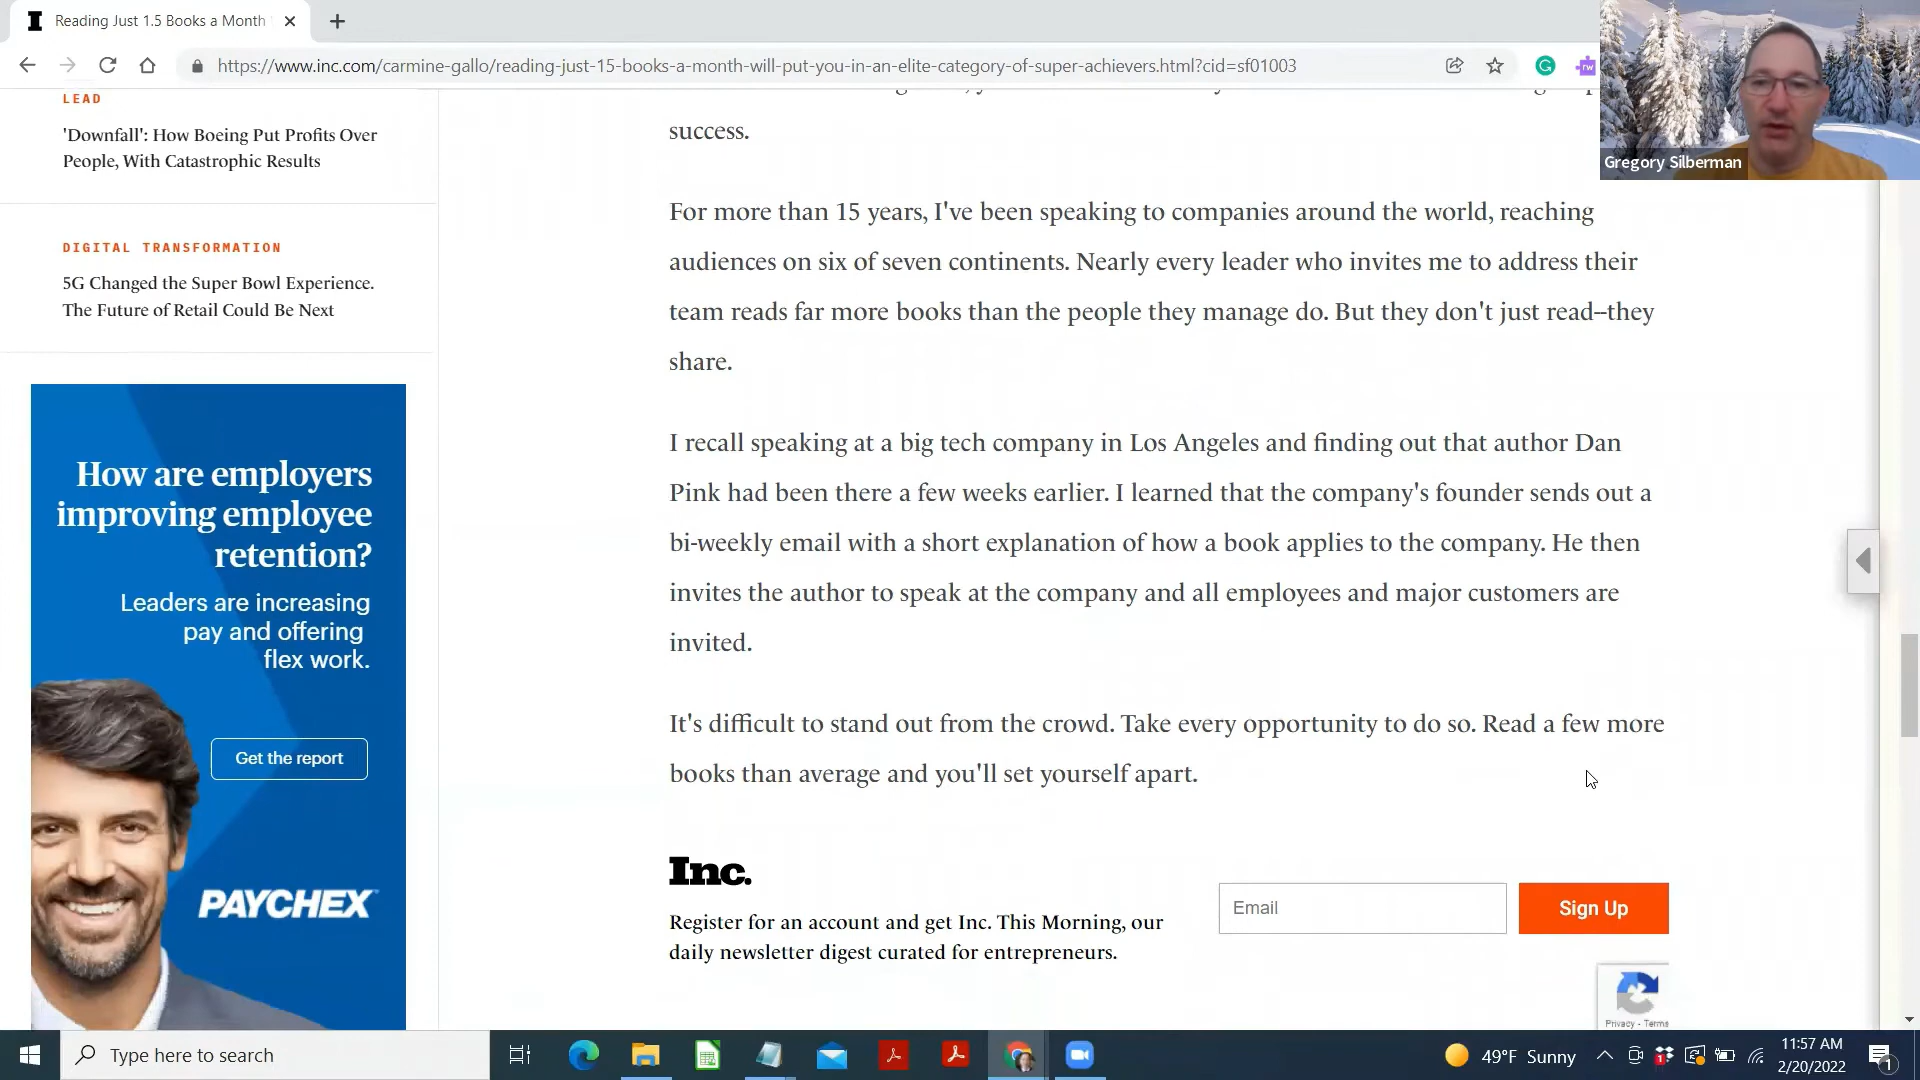 Reading Just 1.5 Books a Month
https://www.inc.com/carmine-gallo/reading-just-15-books-a-month-will-put-you-in-an-elite-category-of-super-achievers.html?cid=sf01003
rw
Gregory Silberman
LEAD
'Downfall': How Boeing Put Profits Over
People, With Catastrophic Results
DIGITAL TRANSFORMATION
5G Changed the Super Bowl Experience.
The Future of Retail Could Be Next
How are employers
improving employee
retention?
Leaders are increasing
pay and offering
flex work.
Get the report
PAYCHEX
success.
For more than 15 years, I've been speaking to companies around the world, reaching
audiences on six of seven continents. Nearly every leader who invites me to address their
team reads far more books than the people they manage do. But they don't just read--they
share.
I recall speaking at a big tech company in Los Angeles and finding out that author Dan
Pink had been there a few weeks earlier. I learned that the company's founder sends out a
bi-weekly email with a short explanation of how a book applies to the company. He then
invites the author to speak at the company and all employees and major customers are
invited.
It's difficult to stand out from the crowd. Take every opportunity to do so. Read a few more
books than average and you'll set yourself apart.
Inc.
Register for an account and get Inc. This Morning, our
daily newsletter digest curated for entrepreneurs.
Email
Sign Up
Privacy - Terms
Type here to search
49°F Sunny
1
11:57 AM
2/20/2022
1